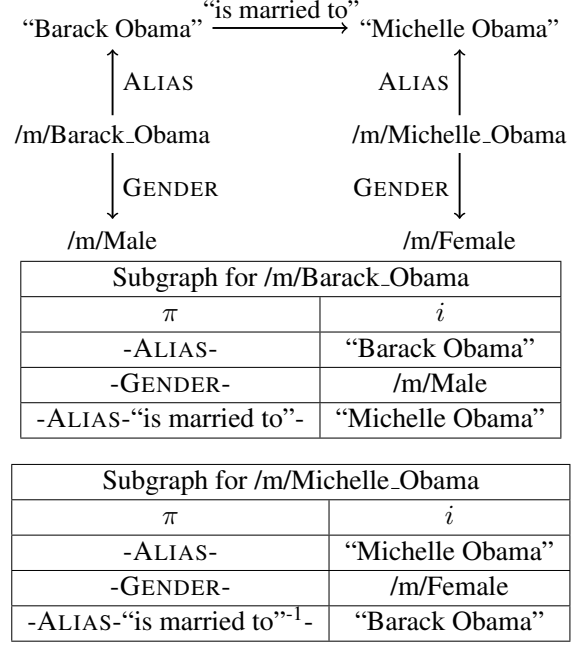 “is married to”
“Barack Obama” “Michelle Obama”
ALIAS ALIAS
/m/Barack_Obama /m/Michelle_Obama
GENDER GENDER
/m/Male /m/Female
Subgraph for /m/Barack_Obama
π i
-ALIAS- “Barack Obama”
-GENDER- /m/Male
-ALIAS-“is married to”- “Michelle Obama”
Subgraph for /m/Michelle_Obama
π i
-ALIAS- “Michelle Obama”
-GENDER- /m/Female
-ALIAS-“is married to”-1- “Barack Obama”